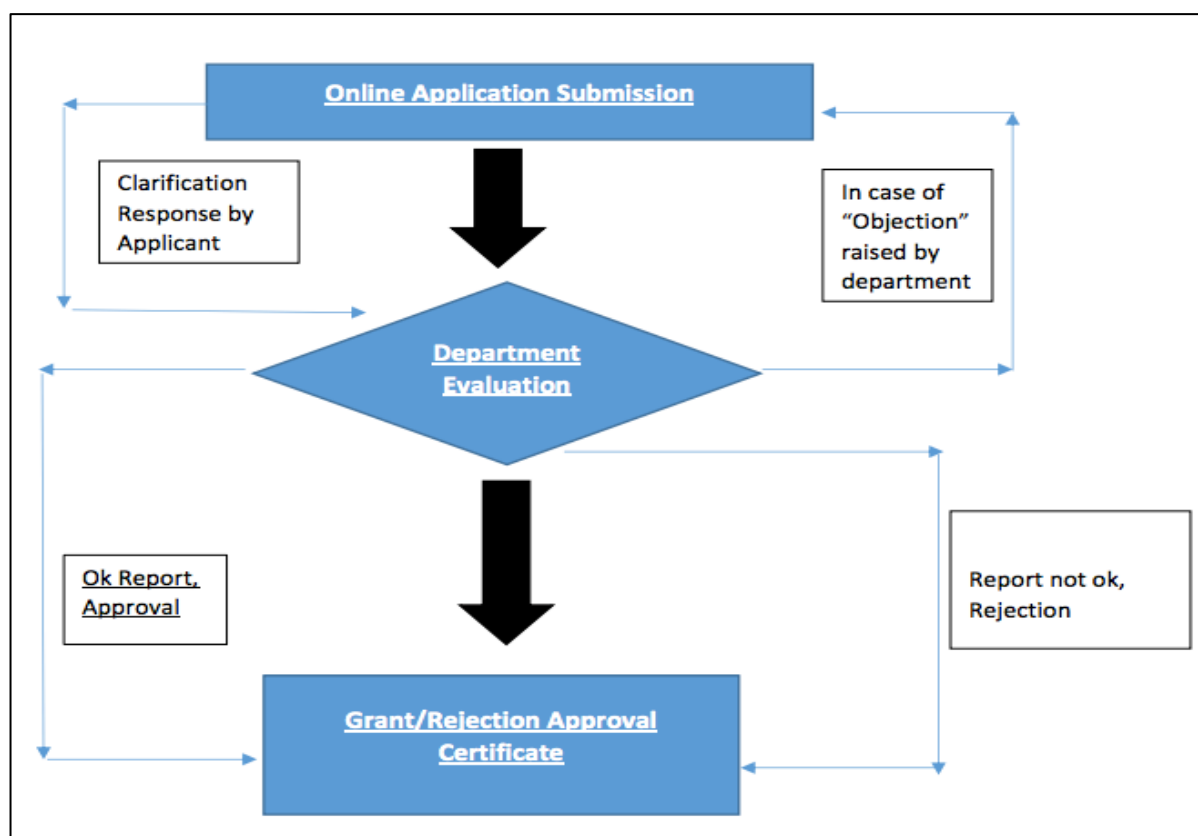 Online Application Submission
Clarification
Response by
Applicant
In case of
“Objection”
raised by
department
Department
Evaluation
Ok Report,
Approval
Report not ok,
Rejection
Grant/Rejection Approval
Certificate